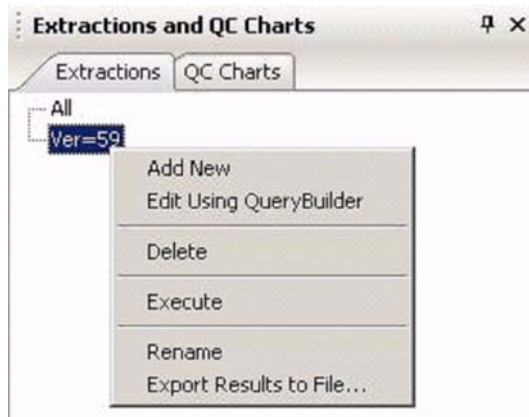 Extractions and QC Charts
Extractions QC Charts
All
Ver=59
Add New
Edit Using QueryBuilder
Delete
Execute
Rename
Export Results to File...